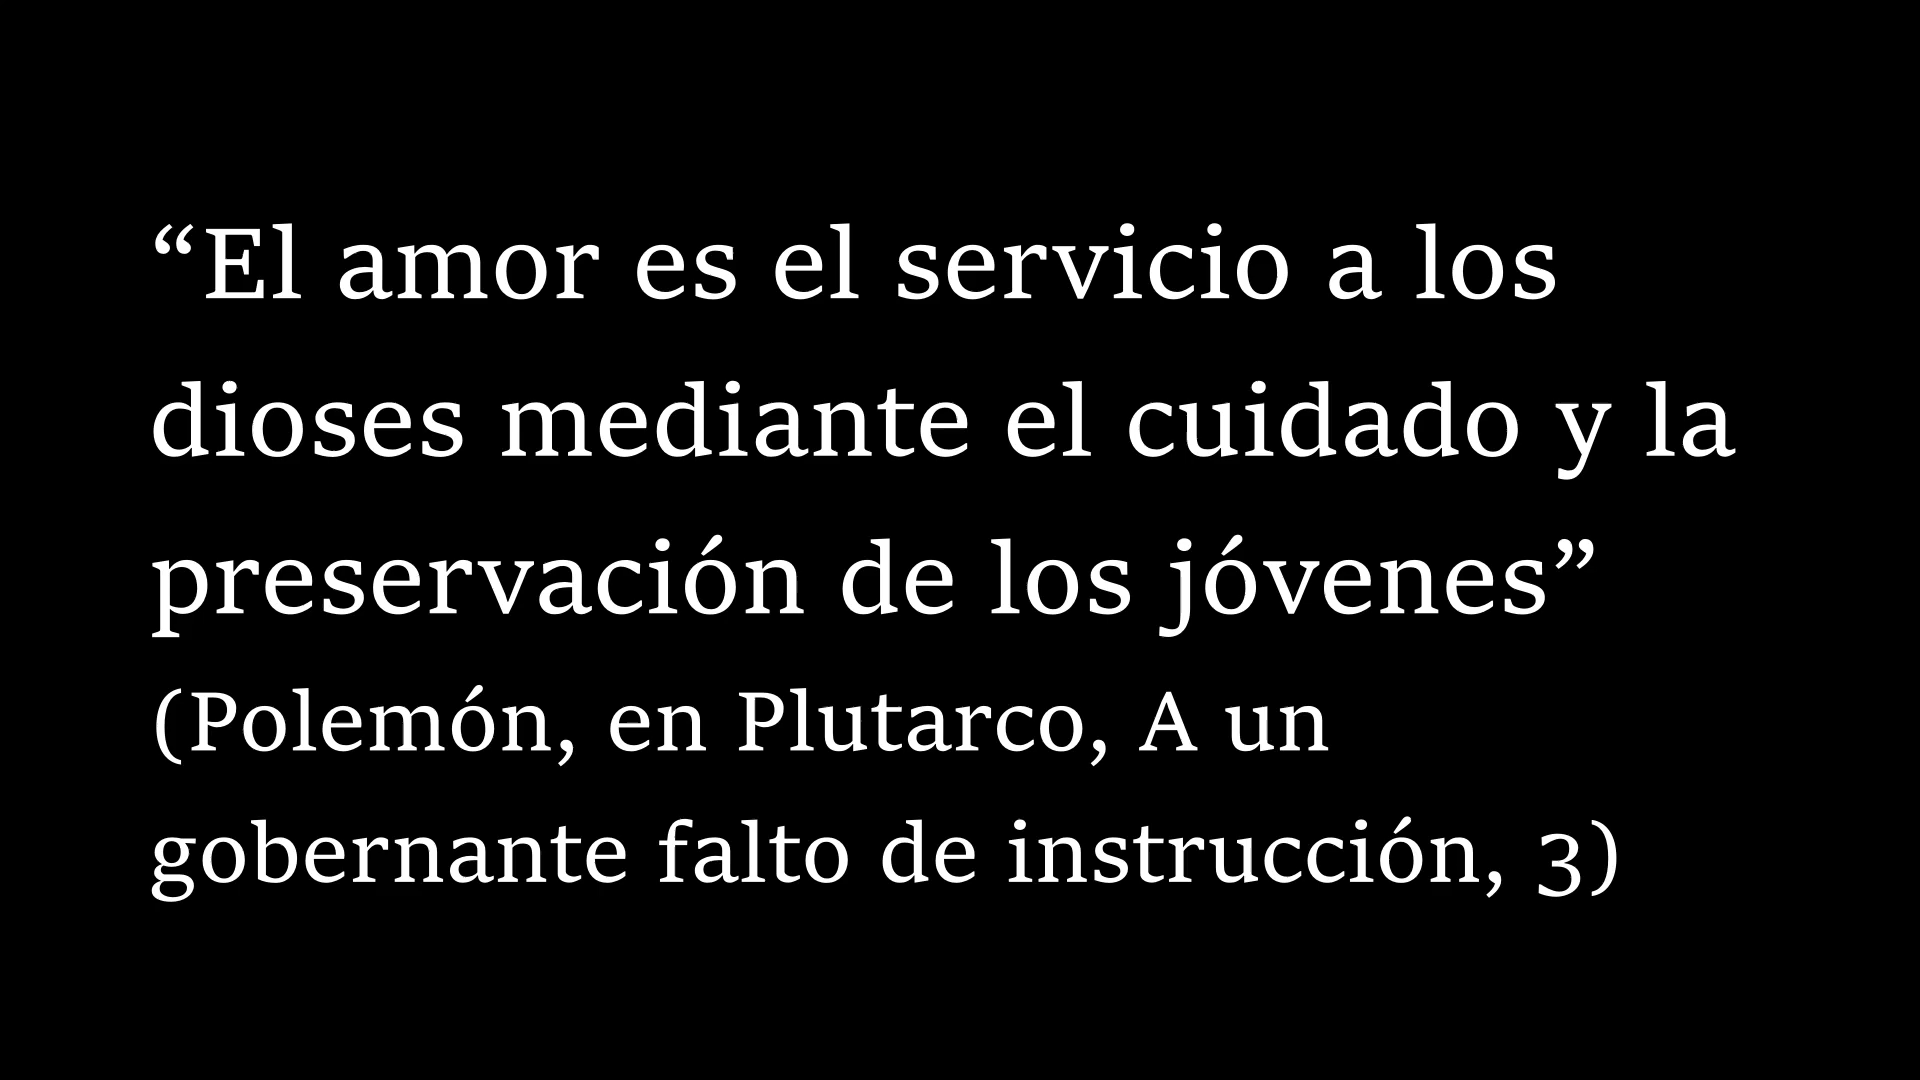 “El amor es el servicio a los
dioses mediante el cuidado y la
preservación de los jóvenes”
(Polemón, en Plutarco, A un
gobernante falto de instrucción, 3)